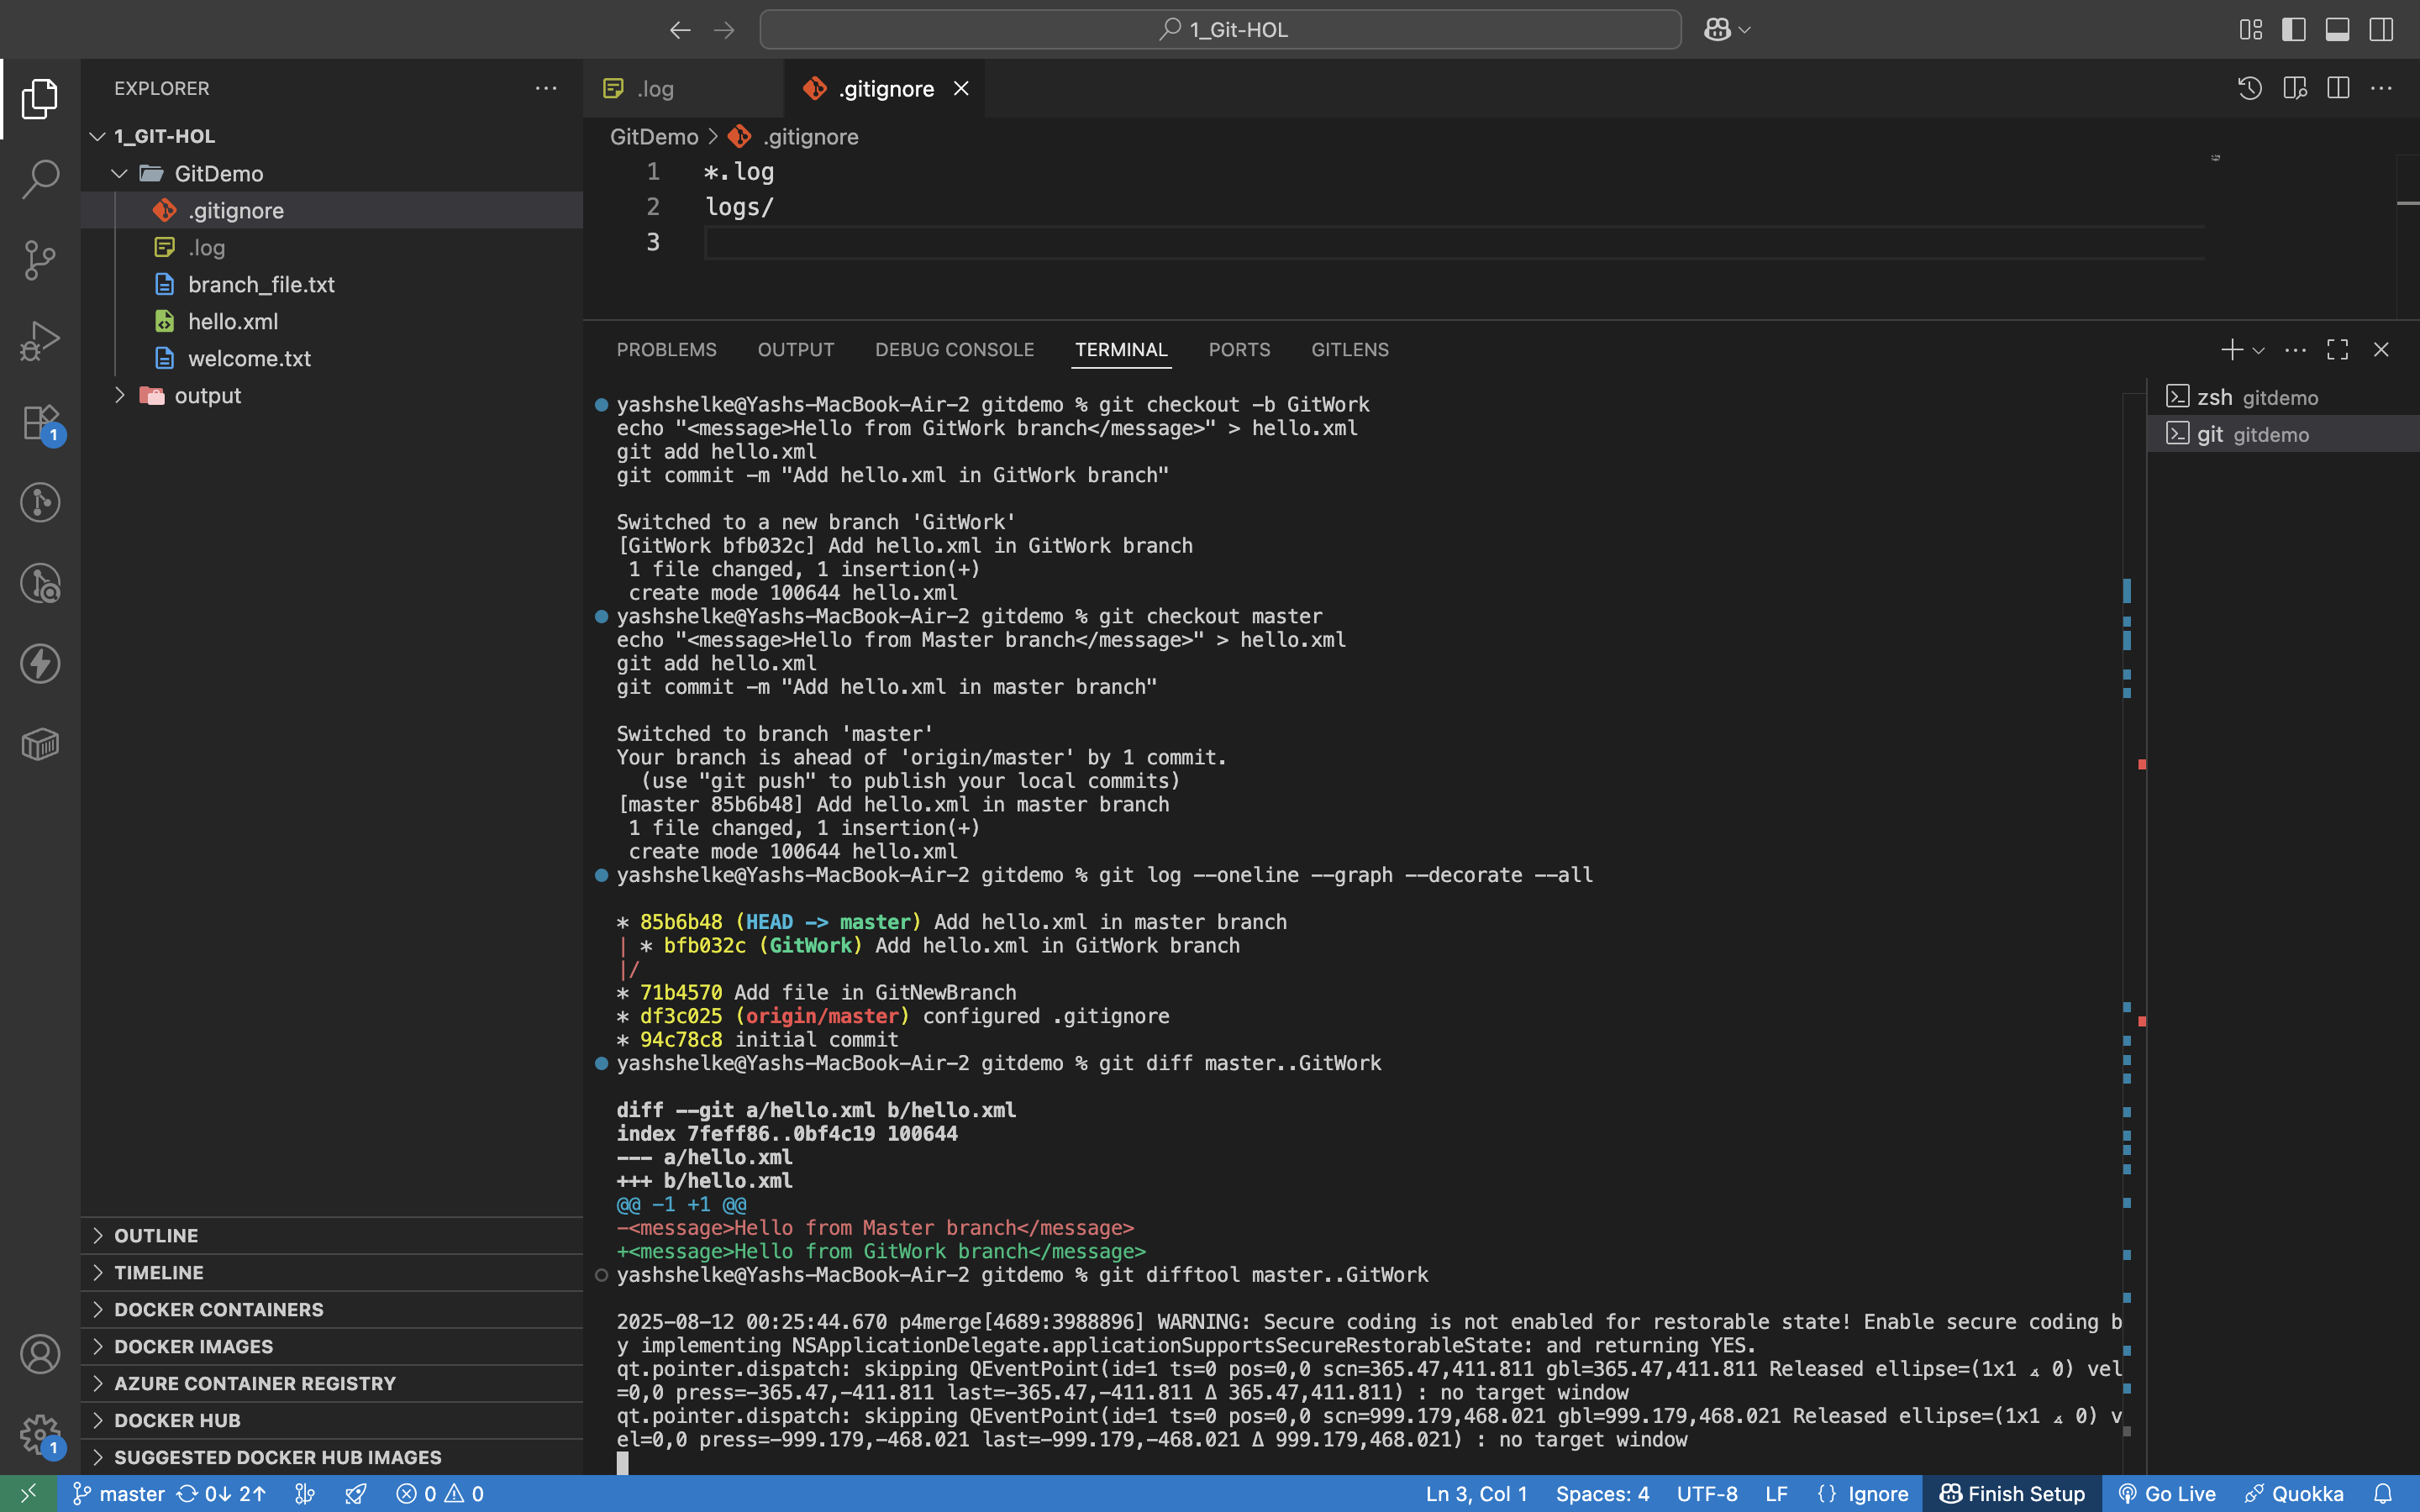 1_Git-HOL
EXPLORER
1_GIT-HOL
GitDemo
.gitignore
.log
branch_file.txt
hello.xml
welcome.txt
output
1
OUTLINE
TIMELINE
DOCKER CONTAINERS
DOCKER IMAGES
AZURE CONTAINER REGISTRY
DOCKER HUB
SUGGESTED DOCKER HUB IMAGES
1
.log
.gitignore
GitDemo > .gitignore
1 *.log
2 logs/
3
PROBLEMS OUTPUT DEBUG CONSOLE TERMINAL PORTS GITLENS
zsh gitdemo
git gitdemo
yashshelke@Yashs-MacBook-Air-2 gitdemo % git checkout -b GitWork
echo "<message>Hello from GitWork branch</message>" > hello.xml
git add hello.xml
git commit -m "Add hello.xml in GitWork branch"
Switched to a new branch 'GitWork'
[GitWork bfb032c] Add hello.xml in GitWork branch
1 file changed, 1 insertion(+)
create mode 100644 hello.xml
yashshelke@Yashs-MacBook-Air-2 gitdemo % git checkout master
echo "<message>Hello from Master branch</message>" > hello.xml
git add hello.xml
git commit -m "Add hello.xml in master branch"
Switched to branch 'master'
Your branch is ahead of 'origin/master' by 1 commit.
(use "git push" to publish your local commits)
[master 85b6b48] Add hello.xml in master branch
1 file changed, 1 insertion(+)
create mode 100644 hello.xml
yashshelke@Yashs-MacBook-Air-2 gitdemo % git log --oneline --graph --decorate --all
* 85b6b48 (HEAD -> master) Add hello.xml in master branch
| * bfb032c (GitWork) Add hello.xml in GitWork branch
|/
* 71b4570 Add file in GitNewBranch
* df3c025 (origin/master) configured .gitignore
* 94c78c8 initial commit
yashshelke@Yashs-MacBook-Air-2 gitdemo % git diff master..GitWork
diff --git a/hello.xml b/hello.xml
index 7feff86..0bf4c19 100644
--- a/hello.xml
+++ b/hello.xml
@@ -1 +1 @@
-<message>Hello from Master branch</message>
+<message>Hello from GitWork branch</message>
yashshelke@Yashs-MacBook-Air-2 gitdemo % git difftool master..GitWork
2025-08-12 00:25:44.670 p4merge[4689:3988896] WARNING: Secure coding is not enabled for restorable state! Enable secure coding b
y implementing NSApplicationDelegate.applicationSupportsSecureRestorableState: and returning YES.
qt.pointer.dispatch: skipping QEventPoint(id=1 ts=0 pos=0,0 scn=365.47,411.811 gbl=365.47,411.811 Released ellipse=(1x1 ∡ 0) vel
=0,0 press=-365.47,-411.811 last=-365.47,-411.811 Δ 365.47,411.811) : no target window
qt.pointer.dispatch: skipping QEventPoint(id=1 ts=0 pos=0,0 scn=999.179,468.021 gbl=999.179,468.021 Released ellipse=(1x1 ∡ 0) v
el=0,0 press=-999.179,-468.021 last=-999.179,-468.021 Δ 999.179,468.021) : no target window
master 0↓ 2↑ 0 0 Ln 3, Col 1 Spaces: 4 UTF-8 LF {} Ignore Finish Setup Go Live Quokka